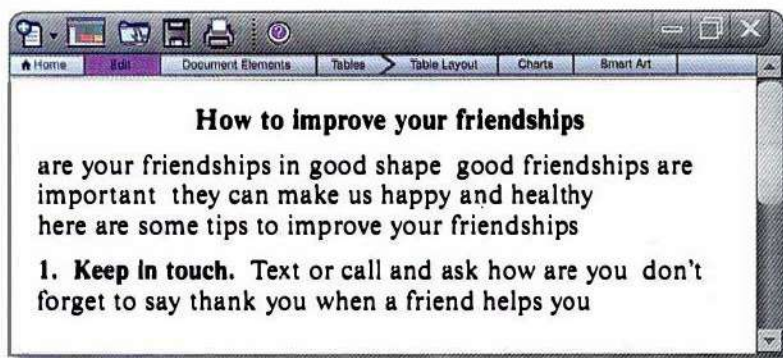 Home Edit Document Elements Tables Table Layout Charts Smart Art
How to improve your friendships
are your friendships in good shape good friendships are
important they can make us happy and healthy
here are some tips to improve your friendships
1. Keep in touch. Text or call and ask how are you don't
forget to say thank you when a friend helps you